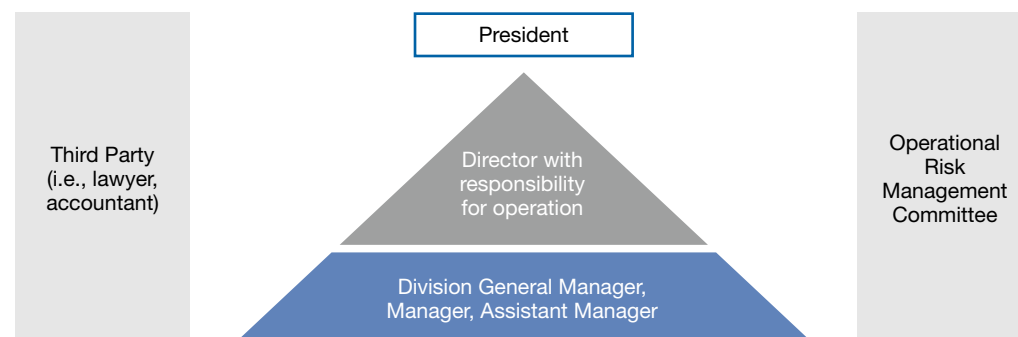 President
Third Party
(i.e., lawyer,
accountant)
Director with
responsibility
for operation
Operational
Risk
Management
Committee
Division General Manager,
Manager, Assistant Manager